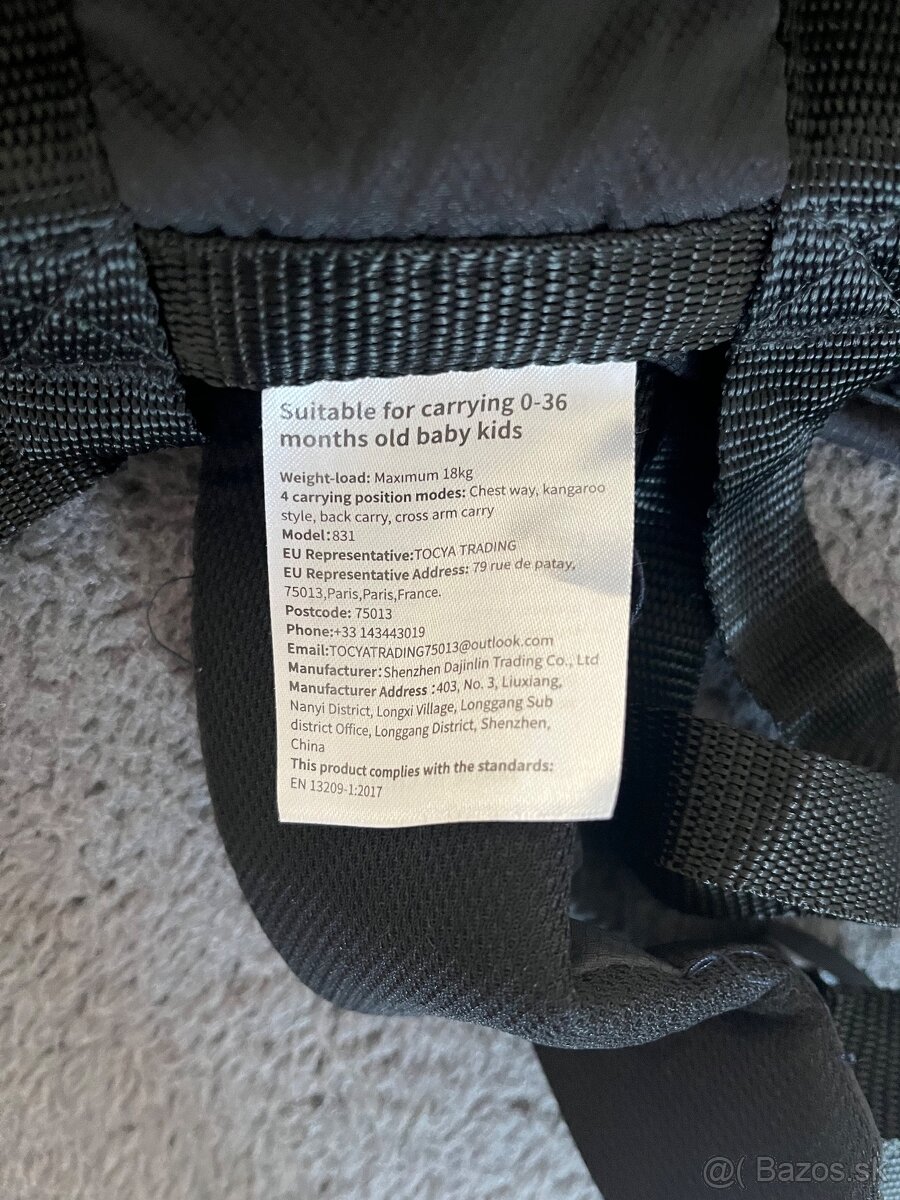 Suitable for carrying 0-36
months old baby kids
Weight-load: Maximum 18kg
4 carrying position modes: Chest way, kangaroo
style, back carry, cross arm carry
Model:831
EU Representative:TOCYA TRADING
EU Representative Address: 79 rue de patay,
75013,Paris,Paris,France.
Postcode: 75013
Phone:+33 143443019
Email:TOCYATRADING75013@outlook.com
Manufacturer:Shenzhen Dajinlin Trading Co., Ltd
Manufacturer Address :403, No. 3, Liuxiang,
Nanyi District, Longxi Village, Longgang Sub
district Office, Longgang District, Shenzhen,
China
This product complies with the standards:
EN 13209-1:2017
@( Bazos.sk